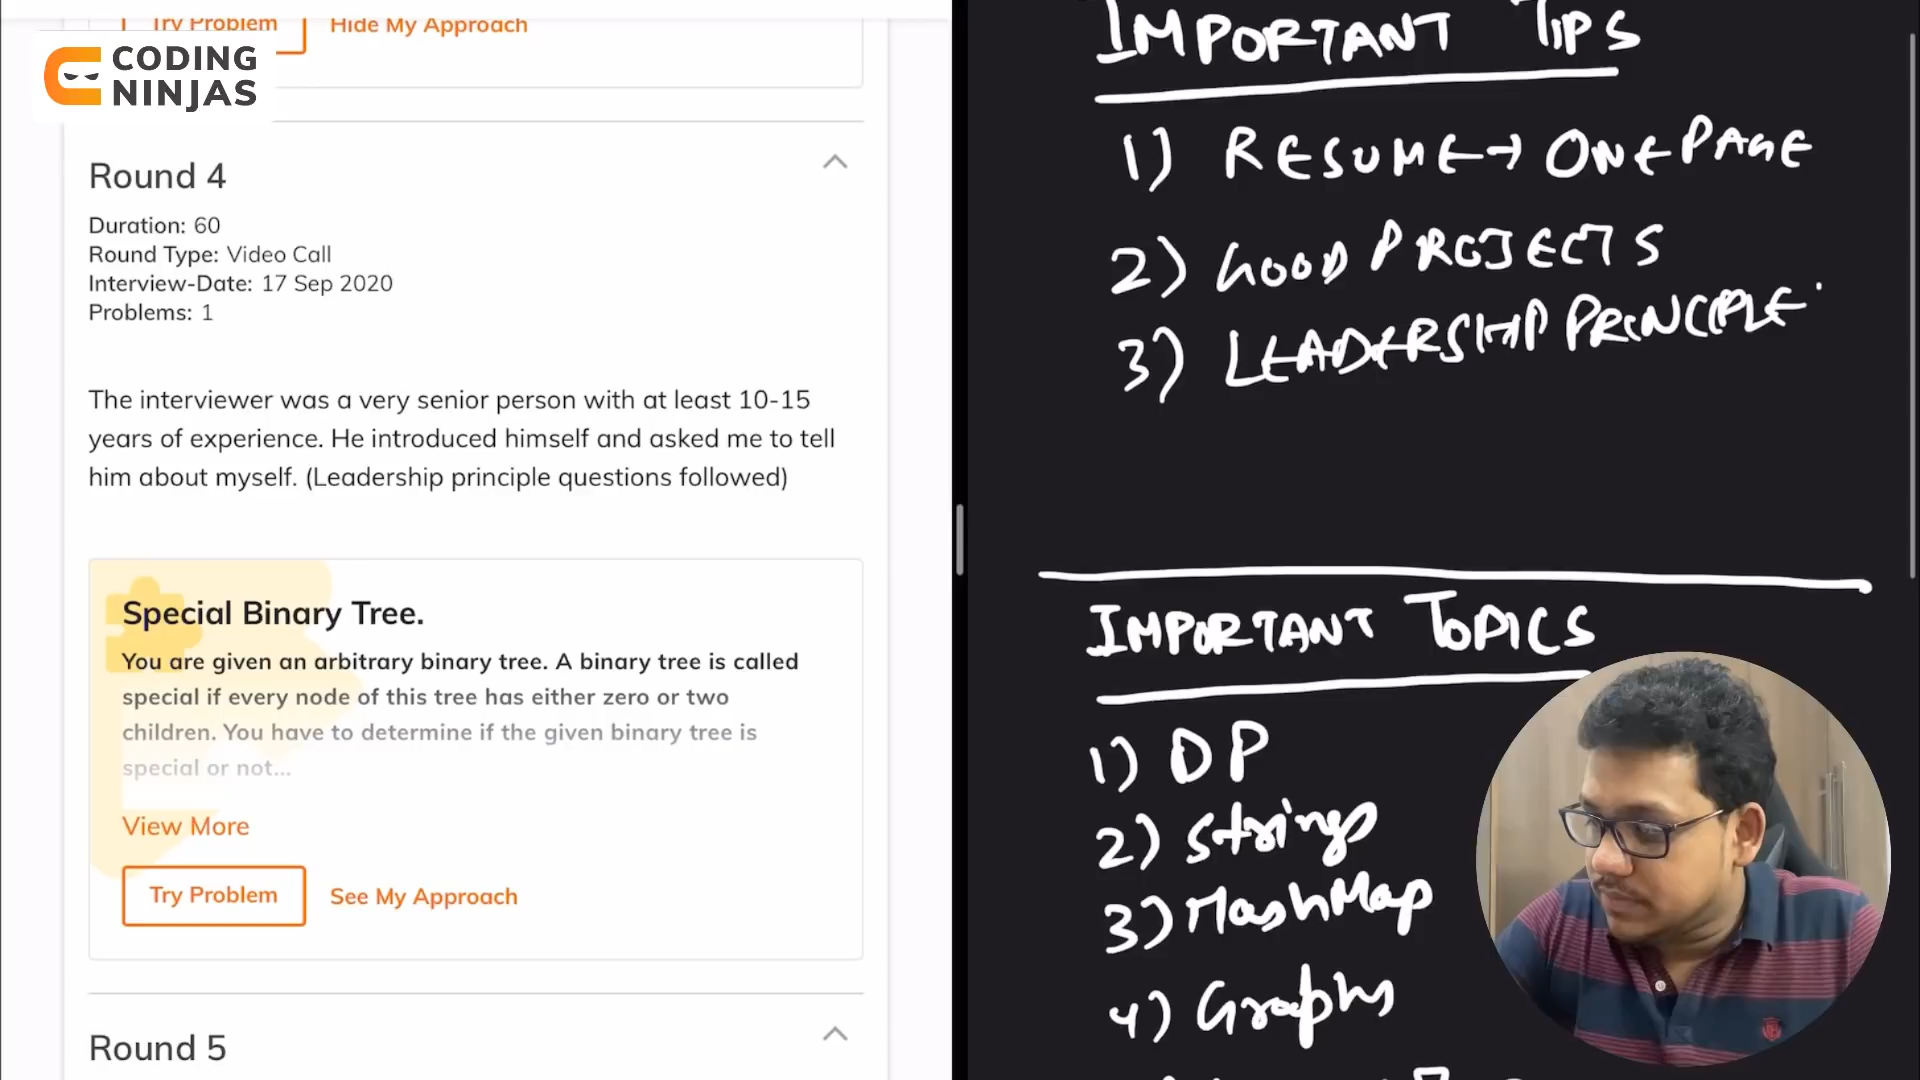 Try Problem
Hide My Approach
CODING
NINJAS
Round 4
Duration: 60
Round Type: Video Call
Interview-Date: 17 Sep 2020
Problems: 1
The interviewer was a very senior person with at least 10-15
years of experience. He introduced himself and asked me to tell
him about myself. (Leadership principle questions followed)
Special Binary Tree.
You are given an arbitrary binary tree. A binary tree is called
special if every node of this tree has either zero or two
children. You have to determine if the given binary tree is
special or not...
View More
Try Problem
See My Approach
Round 5
IMPORTANT TIPS
1) RESUME → ONE PAGE
2) GOOD PROJECTS
3) LEADERSHIP PRINCIPLE
IMPORTANT TOPICS
1) DP
2) Strings
3) HashMap
4) Graphs